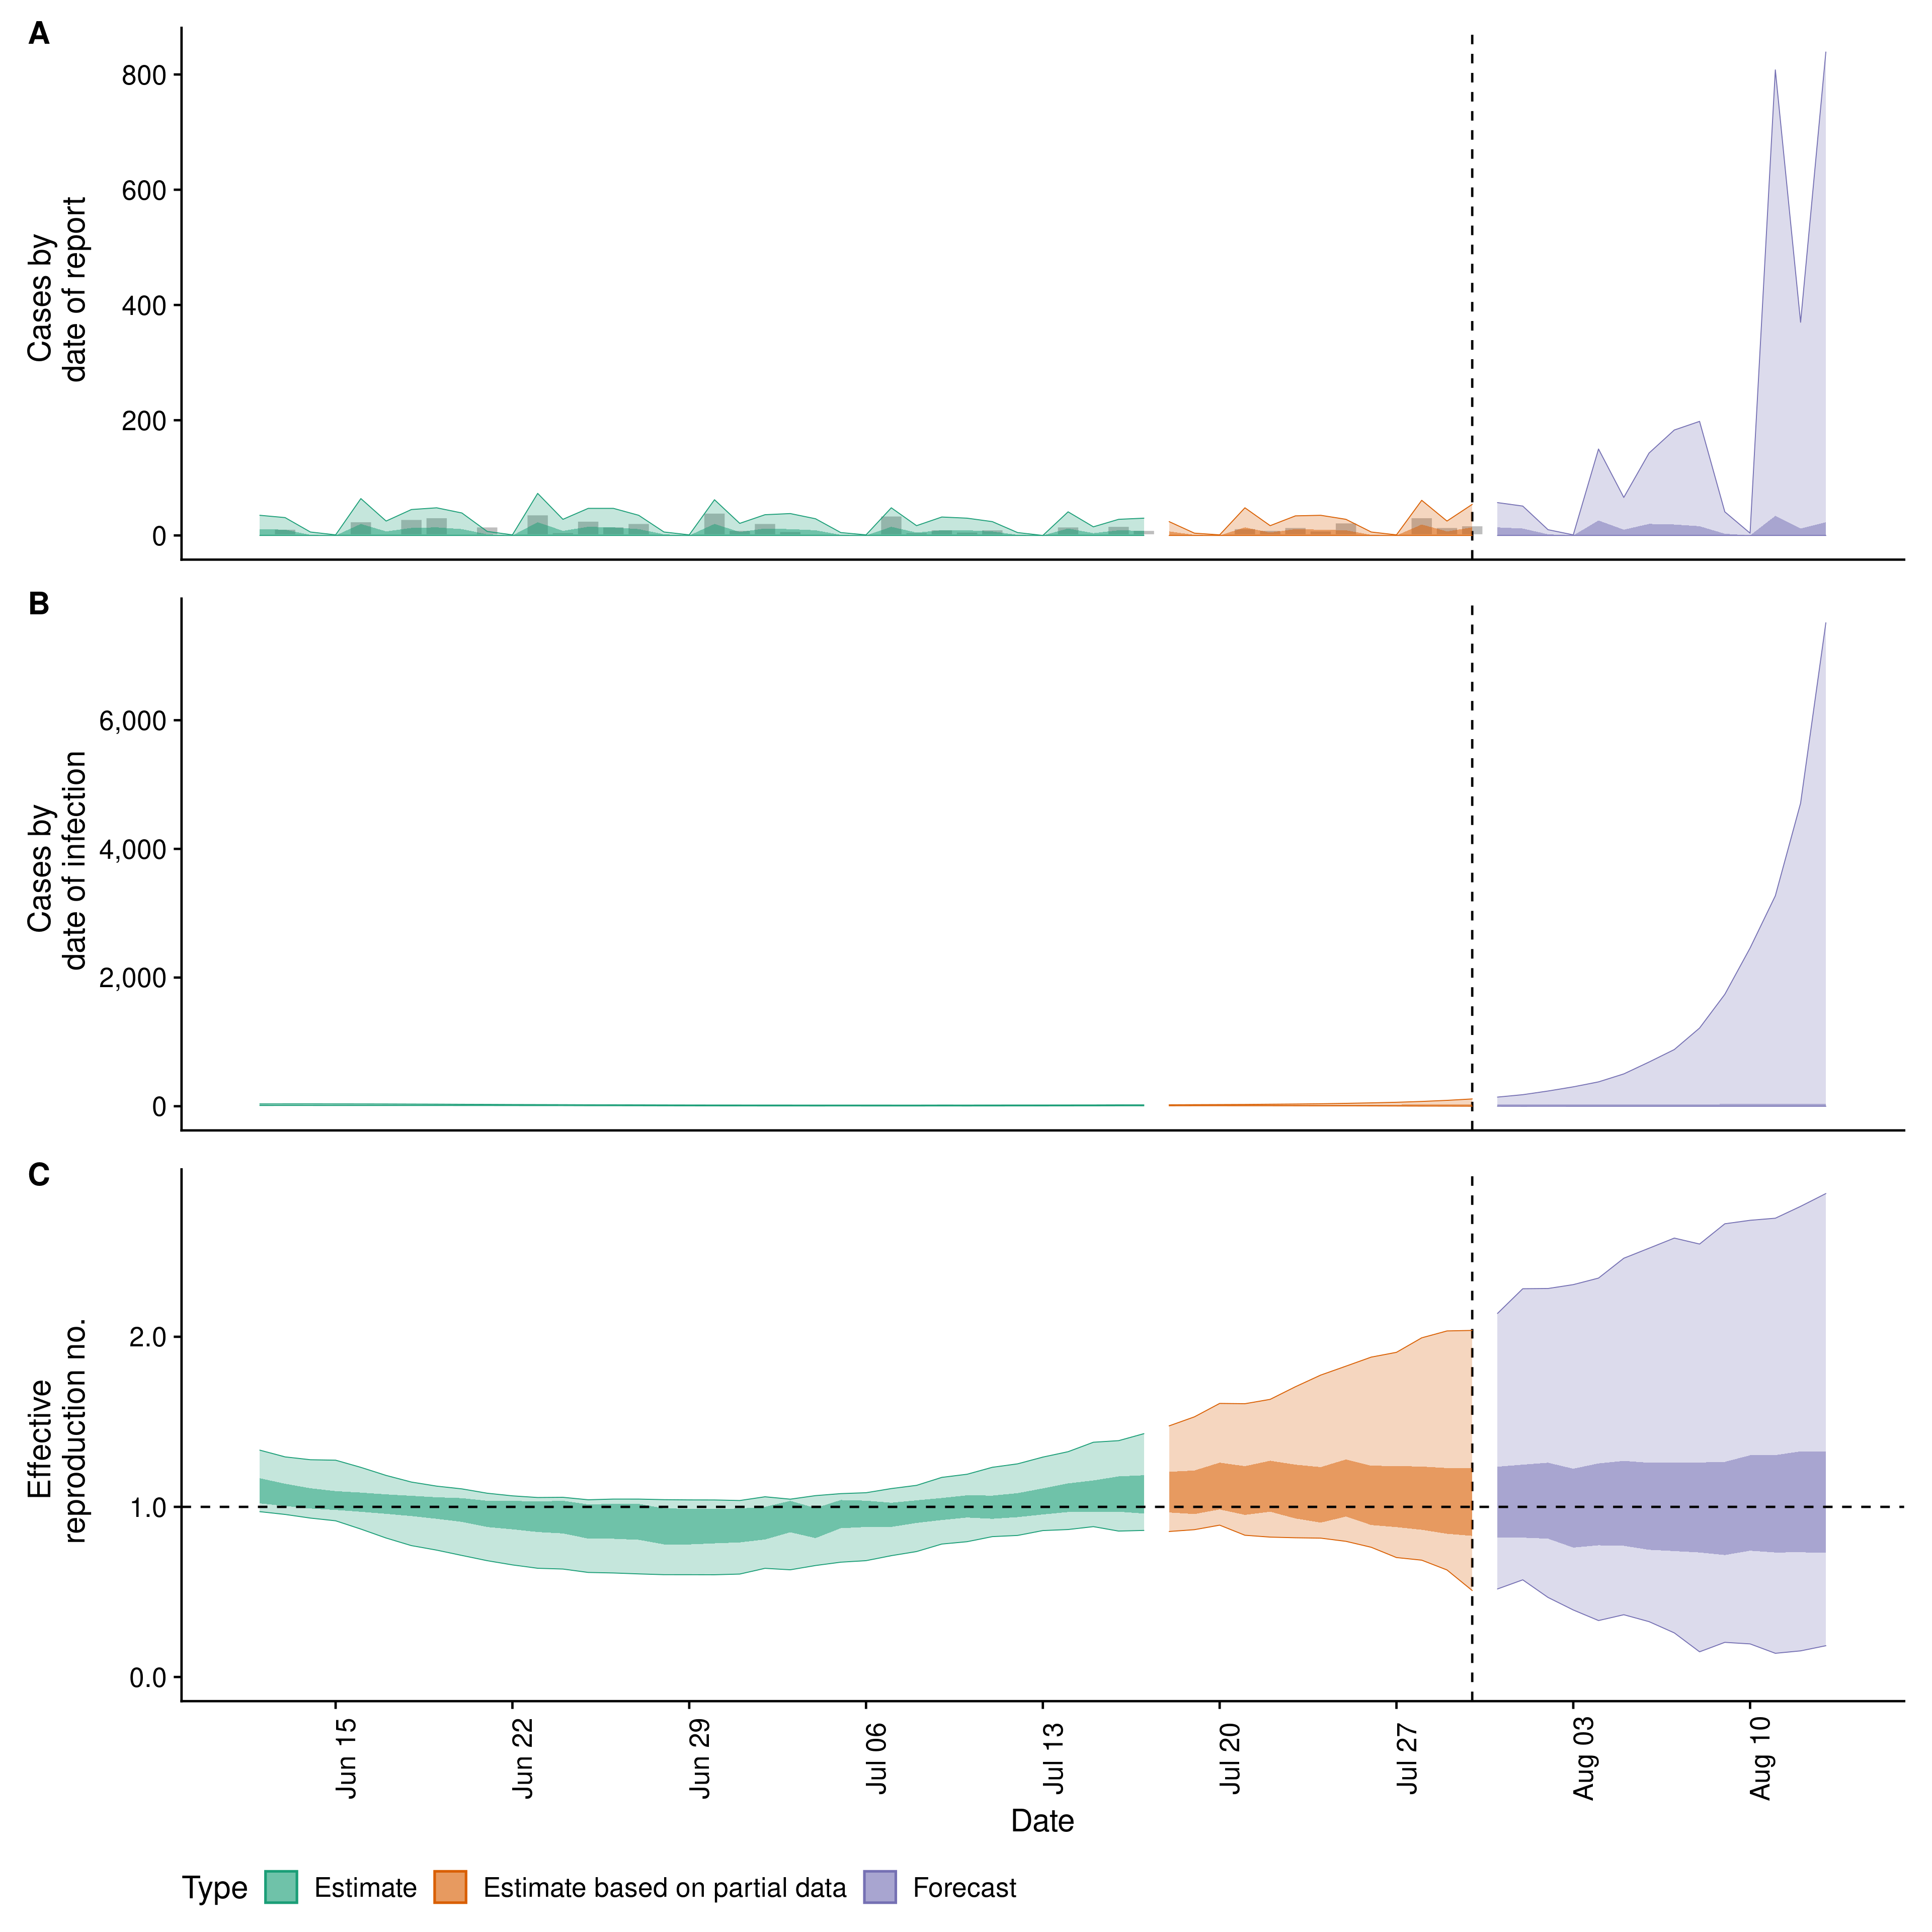 A
800
600
400
200
0
Cases by
date of report
B
6,000
4,000
2,000
0
Cases by
date of infection
C
2.0
1.0
0.0
Effective
reproduction no.
Jun 15
Jun 22
Jun 29
Jul 06
Jul 13
Jul 20
Jul 27
Aug 03
Aug 10
Date
Type Estimate Estimate based on partial data Forecast